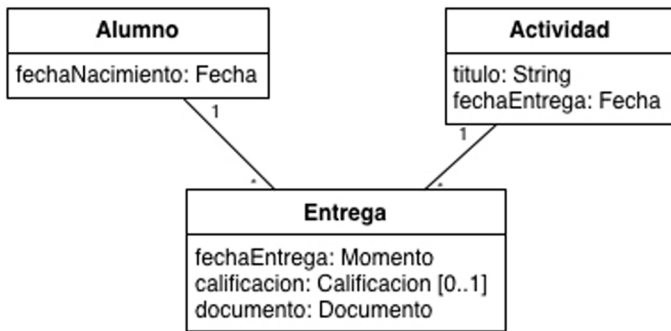 Alumno
fechaNacimiento: Fecha
Actividad
titulo: String
fechaEntrega: Fecha
1
1
*
*
Entrega
fechaEntrega: Momento
calificacion: Calificacion [0..1]
documento: Documento